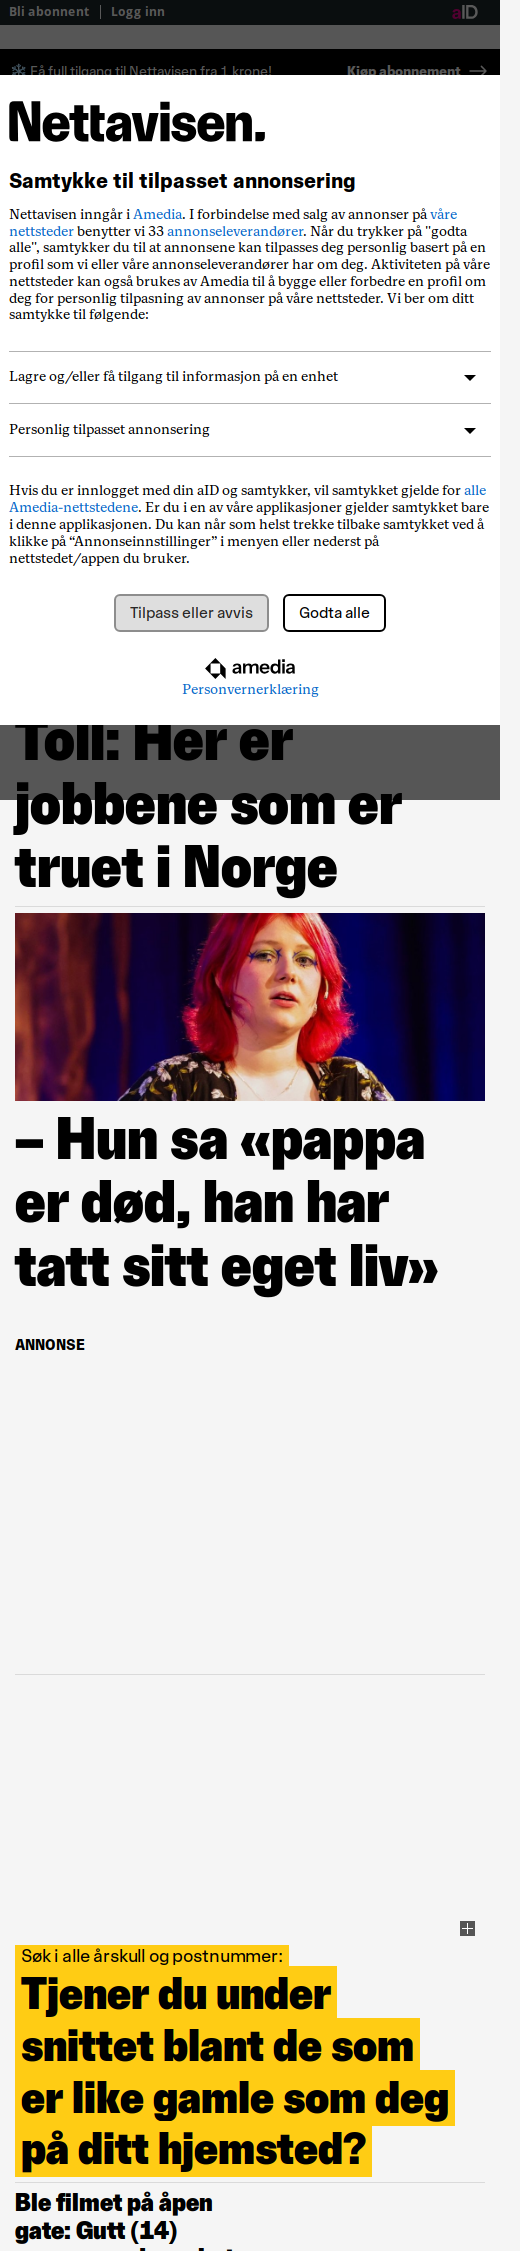 Bli abonnent
Logg inn
aID
Få full tilgang til Nettavisen fra 1 krone!
Kjøp abonnement
Nettavisen.
Samtykke til tilpasset annonsering
Nettavisen inngår i Amedia. I forbindelse med salg av annonser på våre
nettsteder benytter vi 33 annonseleverandører. Når du trykker på "godta
alle", samtykker du til at annonsene kan tilpasses deg personlig basert på en
profil som vi eller våre annonseleverandører har om deg. Aktiviteten på våre
nettsteder kan også brukes av Amedia til å bygge eller forbedre en profil om
deg for personlig tilpasning av annonser på våre nettsteder. Vi ber om ditt
samtykke til følgende:
Lagre og/eller få tilgang til informasjon på en enhet
Personlig tilpasset annonsering
Hvis du er innlogget med din aID og samtykker, vil samtykket gjelde for alle
Amedia-nettstedene. Er du i en av våre applikasjoner gjelder samtykket bare
i denne applikasjonen. Du kan når som helst trekke tilbake samtykket ved å
klikke på “Annonseinnstillinger” i menyen eller nederst på
nettstedet/appen du bruker.
Tilpass eller avvis
Godta alle
amedia
Personvernerklæring
Toll: Her er
jobbene som er
truet i Norge
– Hun sa «pappa
er død, han har
tatt sitt eget liv»
ANNONSE
Søk i alle årskull og postnummer:
Tjener du under
snittet blant de som
er like gamle som deg
på ditt hjemsted?
Ble filmet på åpen
gate: Gutt (14)